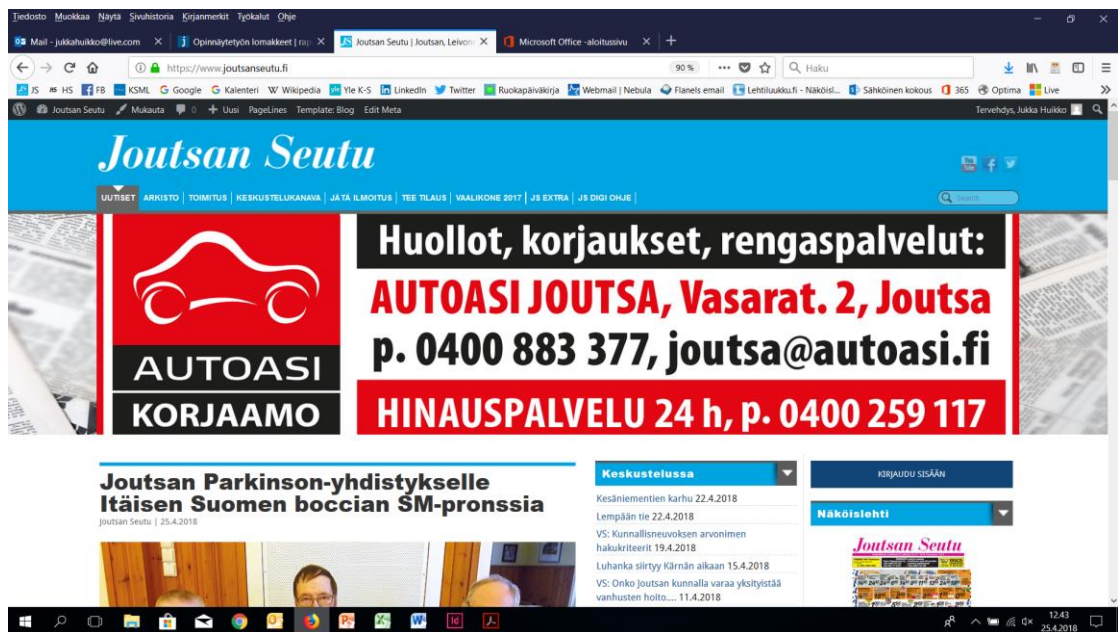 Tiedosto Muokkaa Näytä Sivuhistoria Kirjanmerkit Työkalut Ohje
Mail - jukkahuikko@live.com
Opinnäytetyön lomakkeet | rap
Joutsan Seutu | Joutsan, Leivon
Microsoft Office -aloitussivu
https://www.joutsanseutu.fi
90 %
Haku
JS HS FB KSML Google Kalenteri Wikipedia Yle K-S LinkedIn Twitter Ruokapäiväkirja Webmail | Nebula Flanels email Lehtiluukku.fi - Näköisl... Sähköinen kokous 365 Optima Live
Joutsan Seutu Mukauta 0 + Uusi PageLines Template: Blog Edit Meta
Tervehdys, Jukka Huikko
Joutsan Seutu
UUTISET ARKISTO TOIMITUS KESKUSTELUKANAVA JÄTÄ ILMOITUS TEE TILAUS VAALIKONE 2017 JS EXTRA JS DIGI OHJE
Search
AUTOASI
KORJAAMO
Huollot, korjaukset, rengaspalvelut:
AUTOASI JOUTSA, Vasarat. 2, Joutsa
p. 0400 883 377, joutsa@autoasi.fi
HINAUSPALVELU 24 h, p. 0400 259 117
Joutsan Parkinson-yhdistykselle
Itäisen Suomen boccian SM-pronssia
Joutsan Seutu | 25.4.2018
Keskustelussa
Kesäniementien karhu 22.4.2018
Lempään tie 22.4.2018
VS: Kunnallisneuvoksen arvonimen
hakukriteerit 19.4.2018
Luhanka siirtyy Kärnän aikaan 15.4.2018
VS: Onko Joutsan kunnalla varaa yksityistää
vanhusten hoito.... 11.4.2018
KIRJAUDU SISÄÄN
Näköislehti
Joutsan Seutu
12.43
25.4.2018